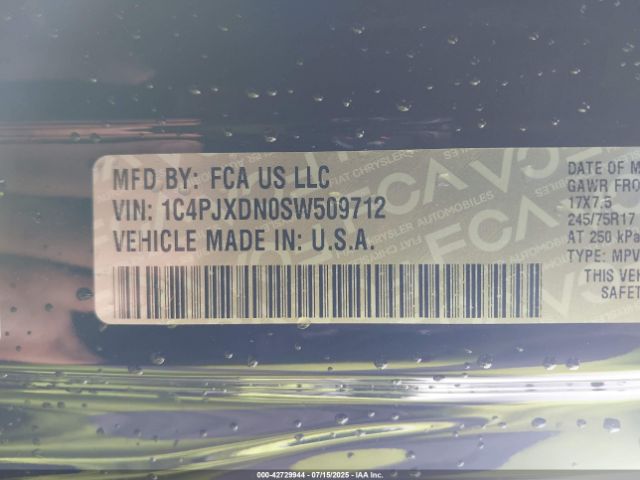 MFD BY: FCA US LLC
VIN: 1C4PJXDN0SW509712
VEHICLE MADE IN: U.S.A.
DATE OF M
GAWR FRO
17X7.5
245/75R17
AT 250 kPa
TYPE: MPV
THIS VEH
SAFET
000-42729944 - 07/15/2025 - IAA Inc.